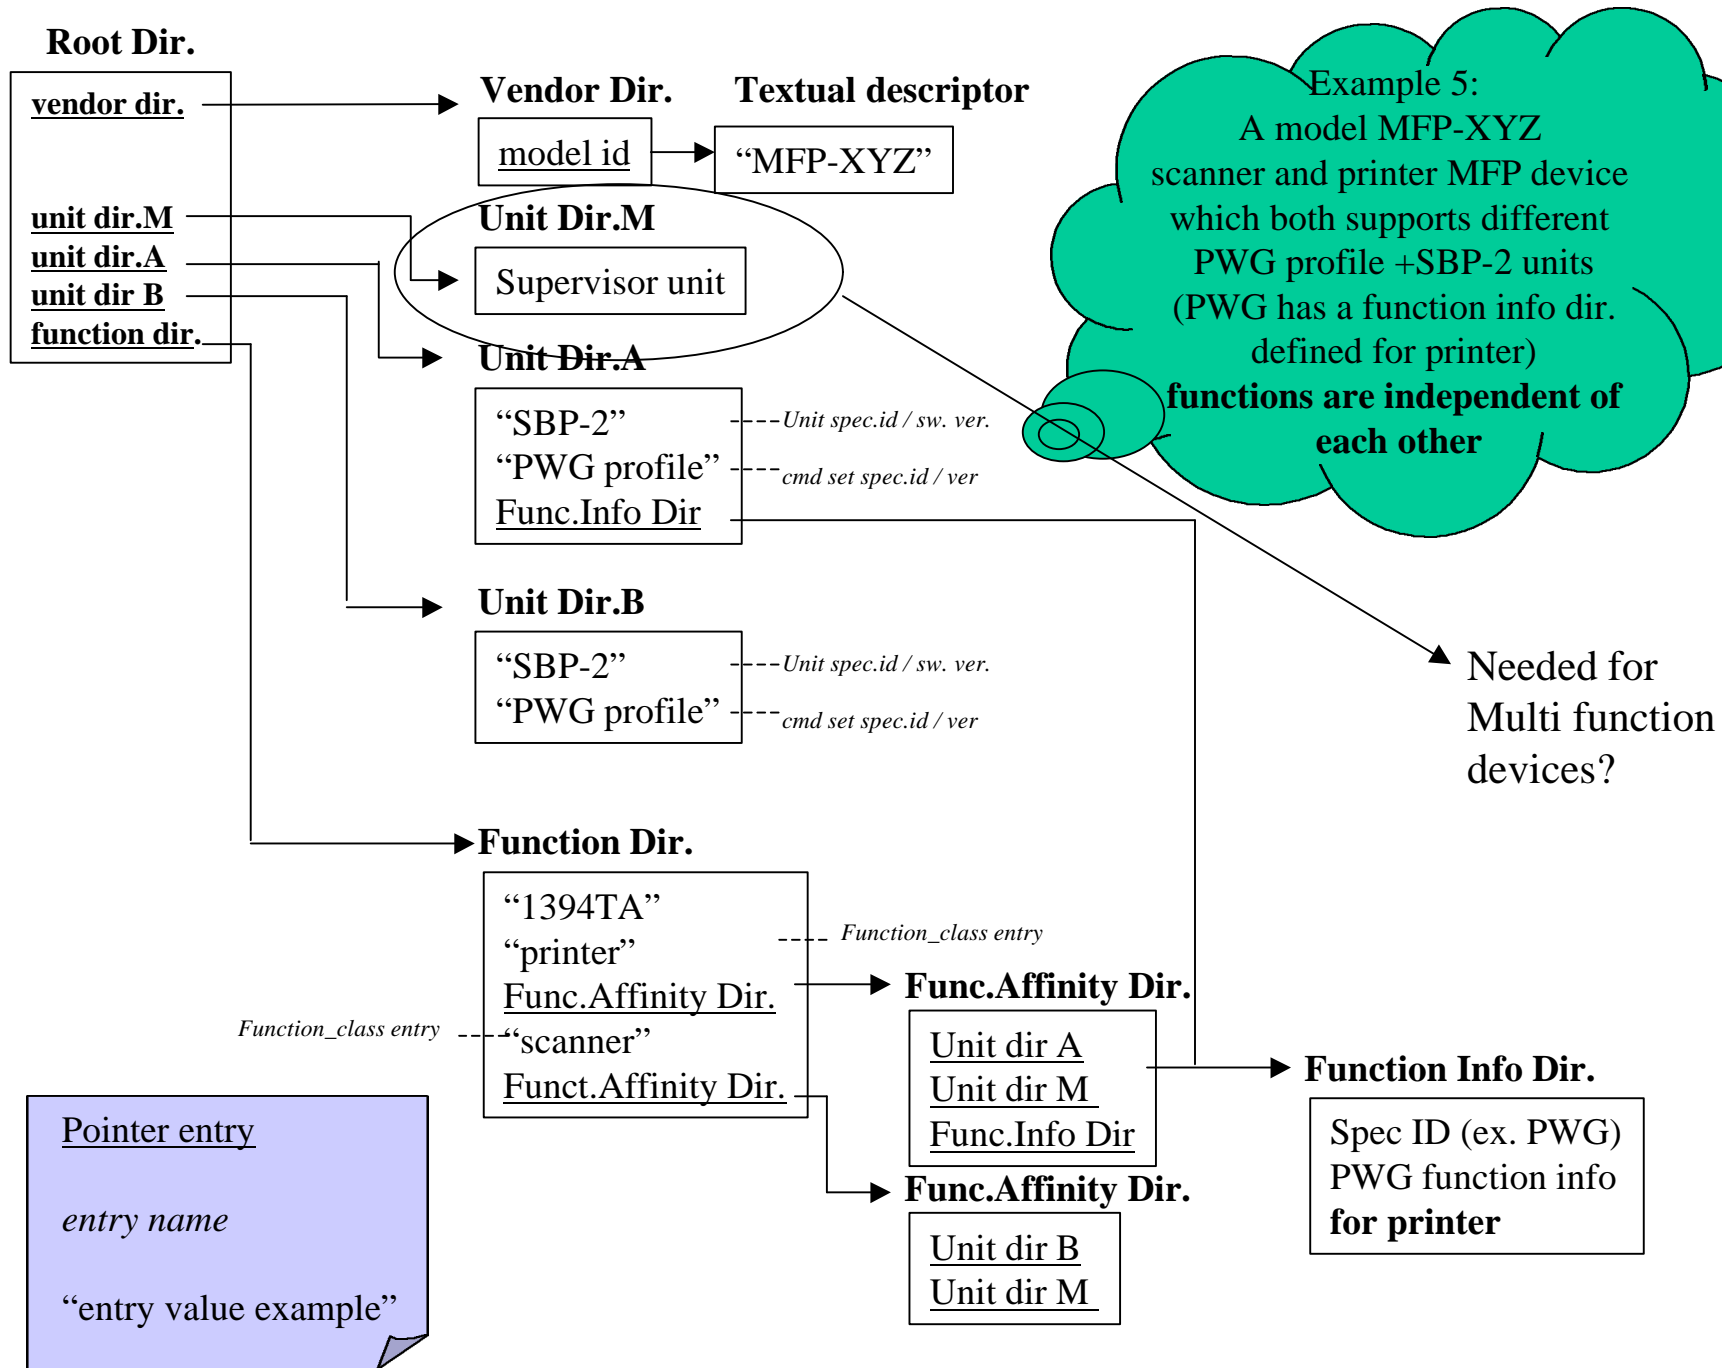 Root Dir.
vendor dir.
unit dir.M
unit dir.A
unit dir B
function dir.
Vendor Dir.
model id
Textual descriptor
“MFP-XYZ”
Unit Dir.M
Supervisor unit
Unit Dir.A
“SBP-2”
Unit spec.id / sw. ver.
“PWG profile”
cmd set spec.id / ver
Func.Info Dir
Unit Dir.B
“SBP-2”
Unit spec.id / sw. ver.
“PWG profile”
cmd set spec.id / ver
Example 5:
A model MFP-XYZ
scanner and printer MFP device
which both supports different
PWG profile +SBP-2 units
(PWG has a function info dir.
defined for printer)
functions are independent of
each other
Needed for
Multi function
devices?
Function Dir.
“1394TA”
“printer”
Function_class entry
Func.Affinity Dir.
Function_class entry
“scanner”
Funct.Affinity Dir.
Func.Affinity Dir.
Unit dir A
Unit dir M
Func.Info Dir
Func.Affinity Dir.
Unit dir B
Unit dir M
Function Info Dir.
Spec ID (ex. PWG)
PWG function info
for printer
Pointer entry
entry name
“entry value example”